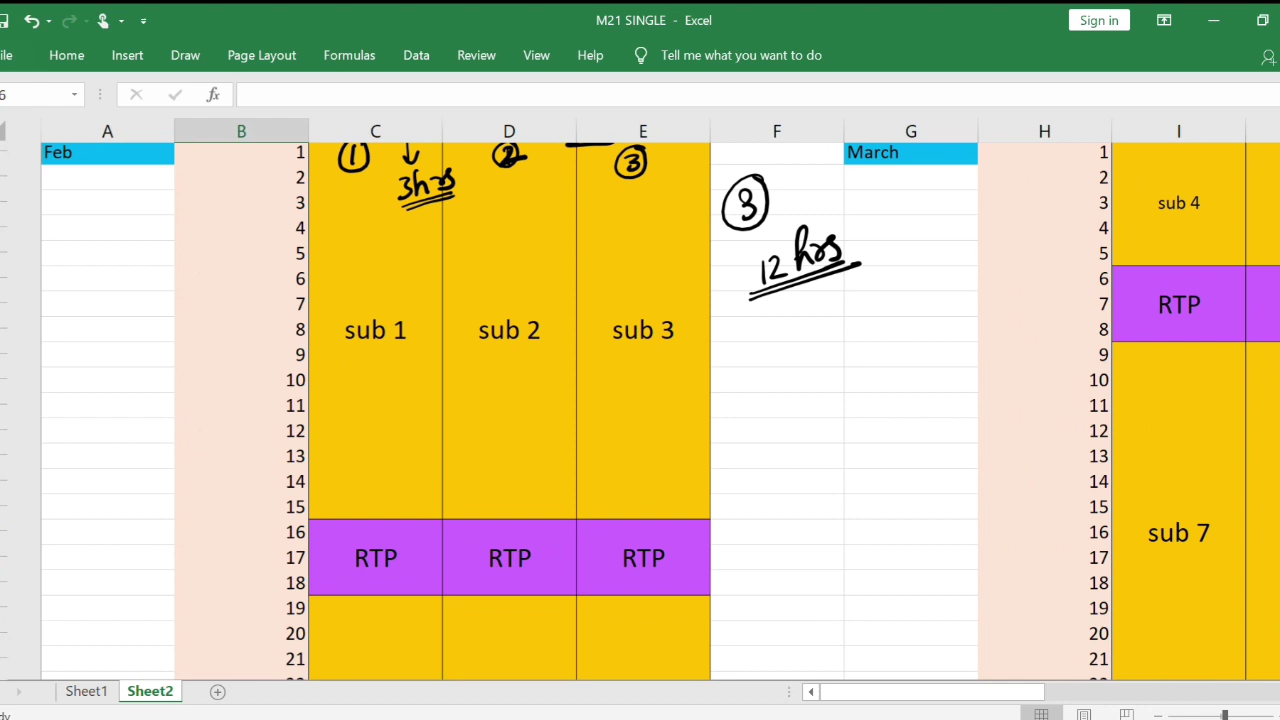 M21 SINGLE - Excel
Sign in
ile Home Insert Draw Page Layout Formulas Data Review View Help Tell me what you want to do
6 fx
A B C D E F G H I
Feb 1 ① ② ③ March 1
2 3hrs 2
3 3 sub 4
4 4
5 12 hrs 5
6 6
7 7 RTP
8 sub 1 sub 2 sub 3 8
9 9
10 10
11 11
12 12
13 13
14 14
15 15
16 16 sub 7
17 RTP RTP RTP 17
18 18
19 19
20 20
21 21
Sheet1 Sheet2
dy